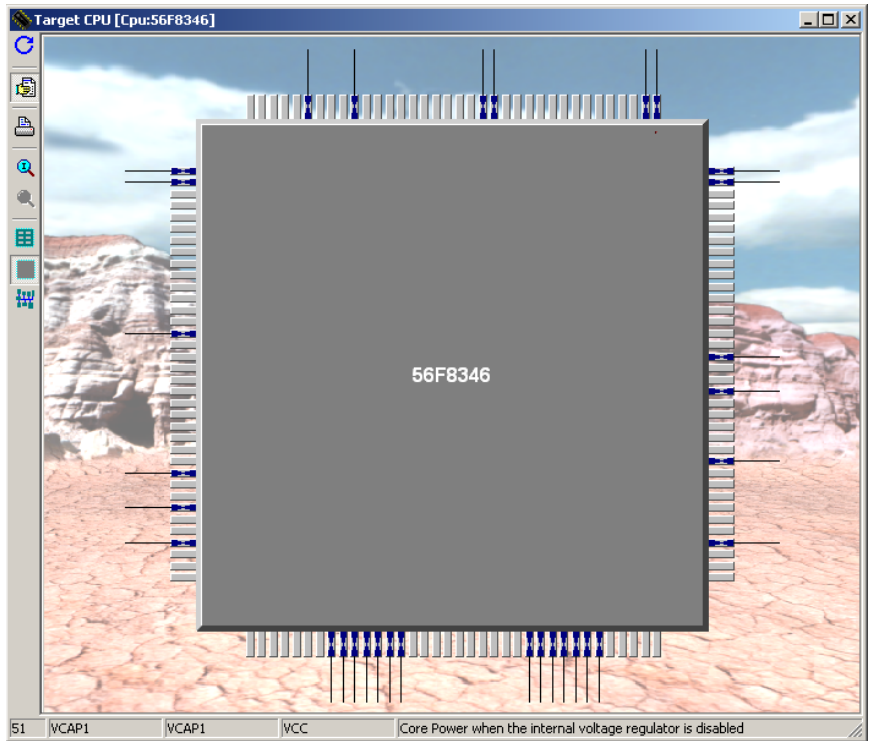 Target CPU [Cpu:56F8346]
56F8346
51 VCAP1 VCAP1 VCC Core Power when the internal voltage regulator is disabled